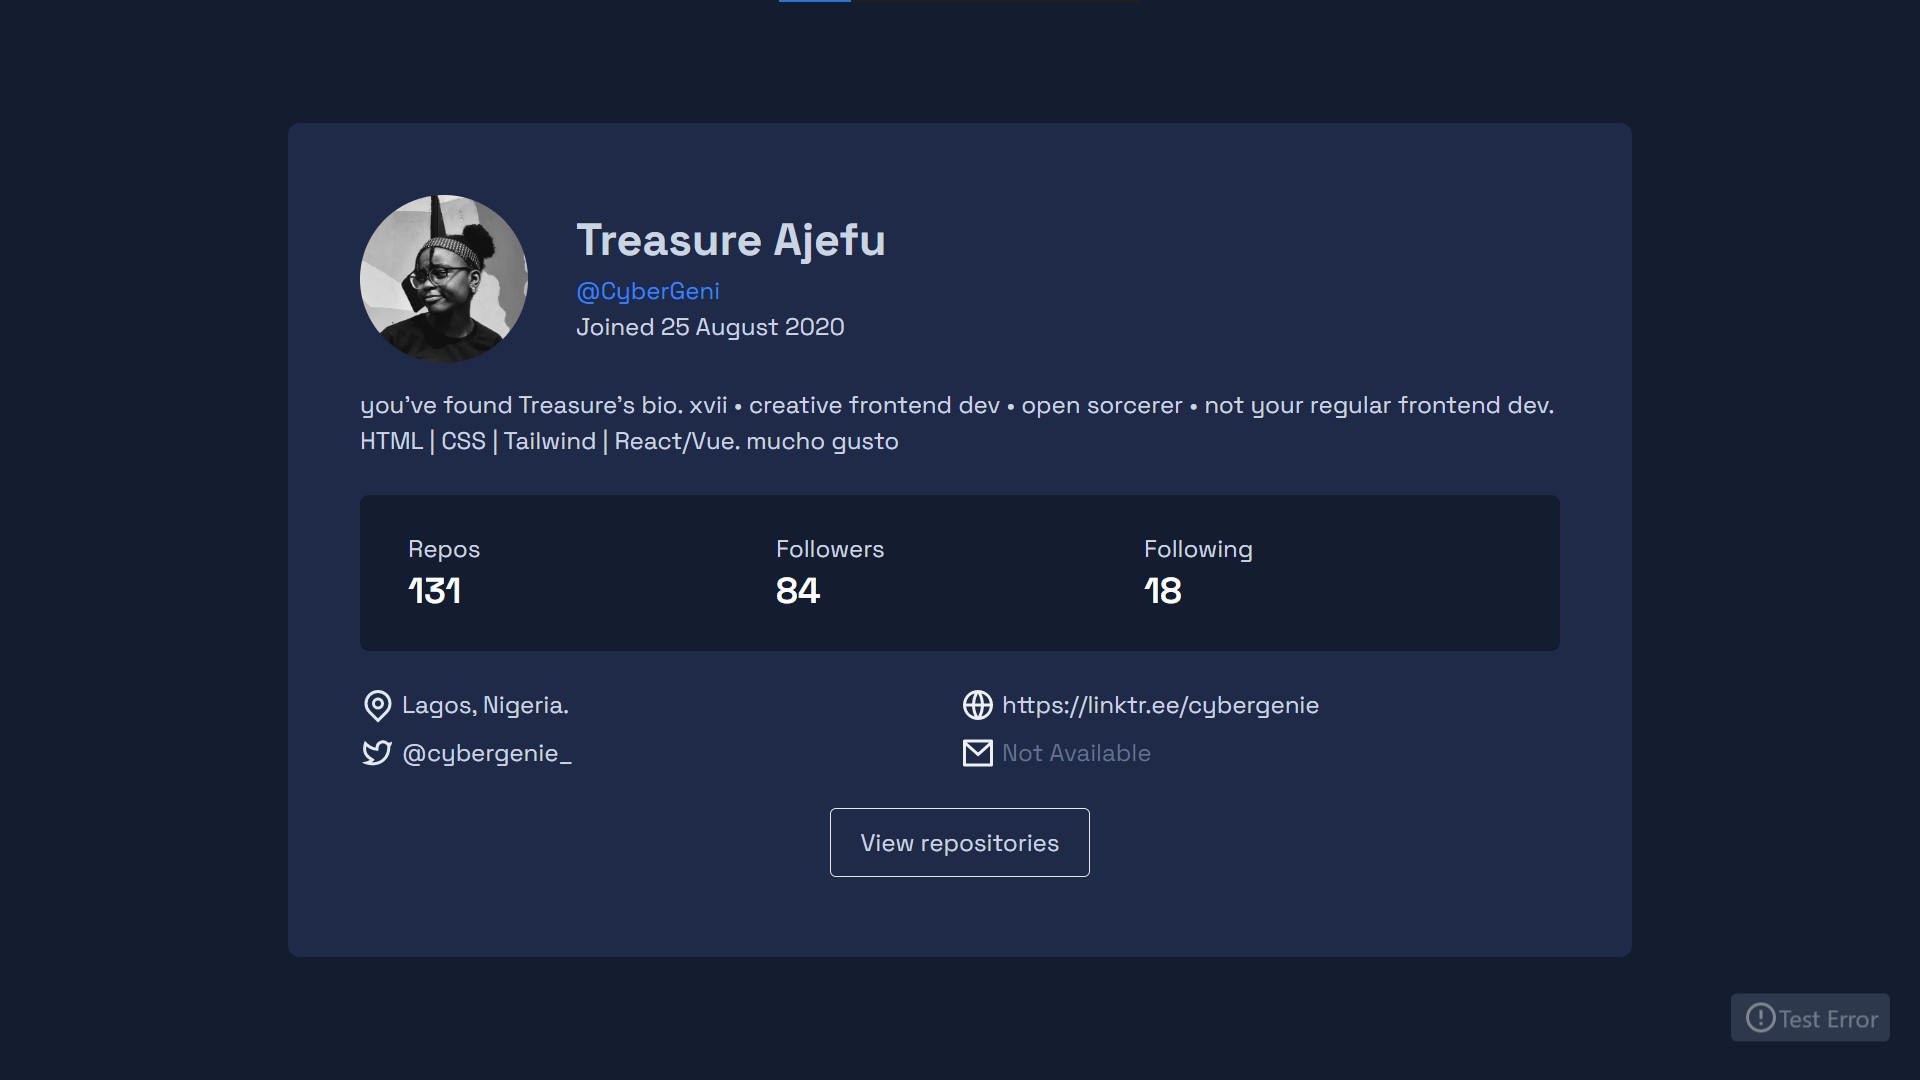 Treasure Ajefu
@CyberGeni
Joined 25 August 2020
you've found Treasure's bio. xvii • creative frontend dev • open sorcerer • not your regular frontend dev.
HTML | CSS | Tailwind | React/Vue. mucho gusto
Repos
131
Followers
84
Following
18
Lagos, Nigeria.
https://linktr.ee/cybergenie
@cybergenie_
Not Available
View repositories
Test Error